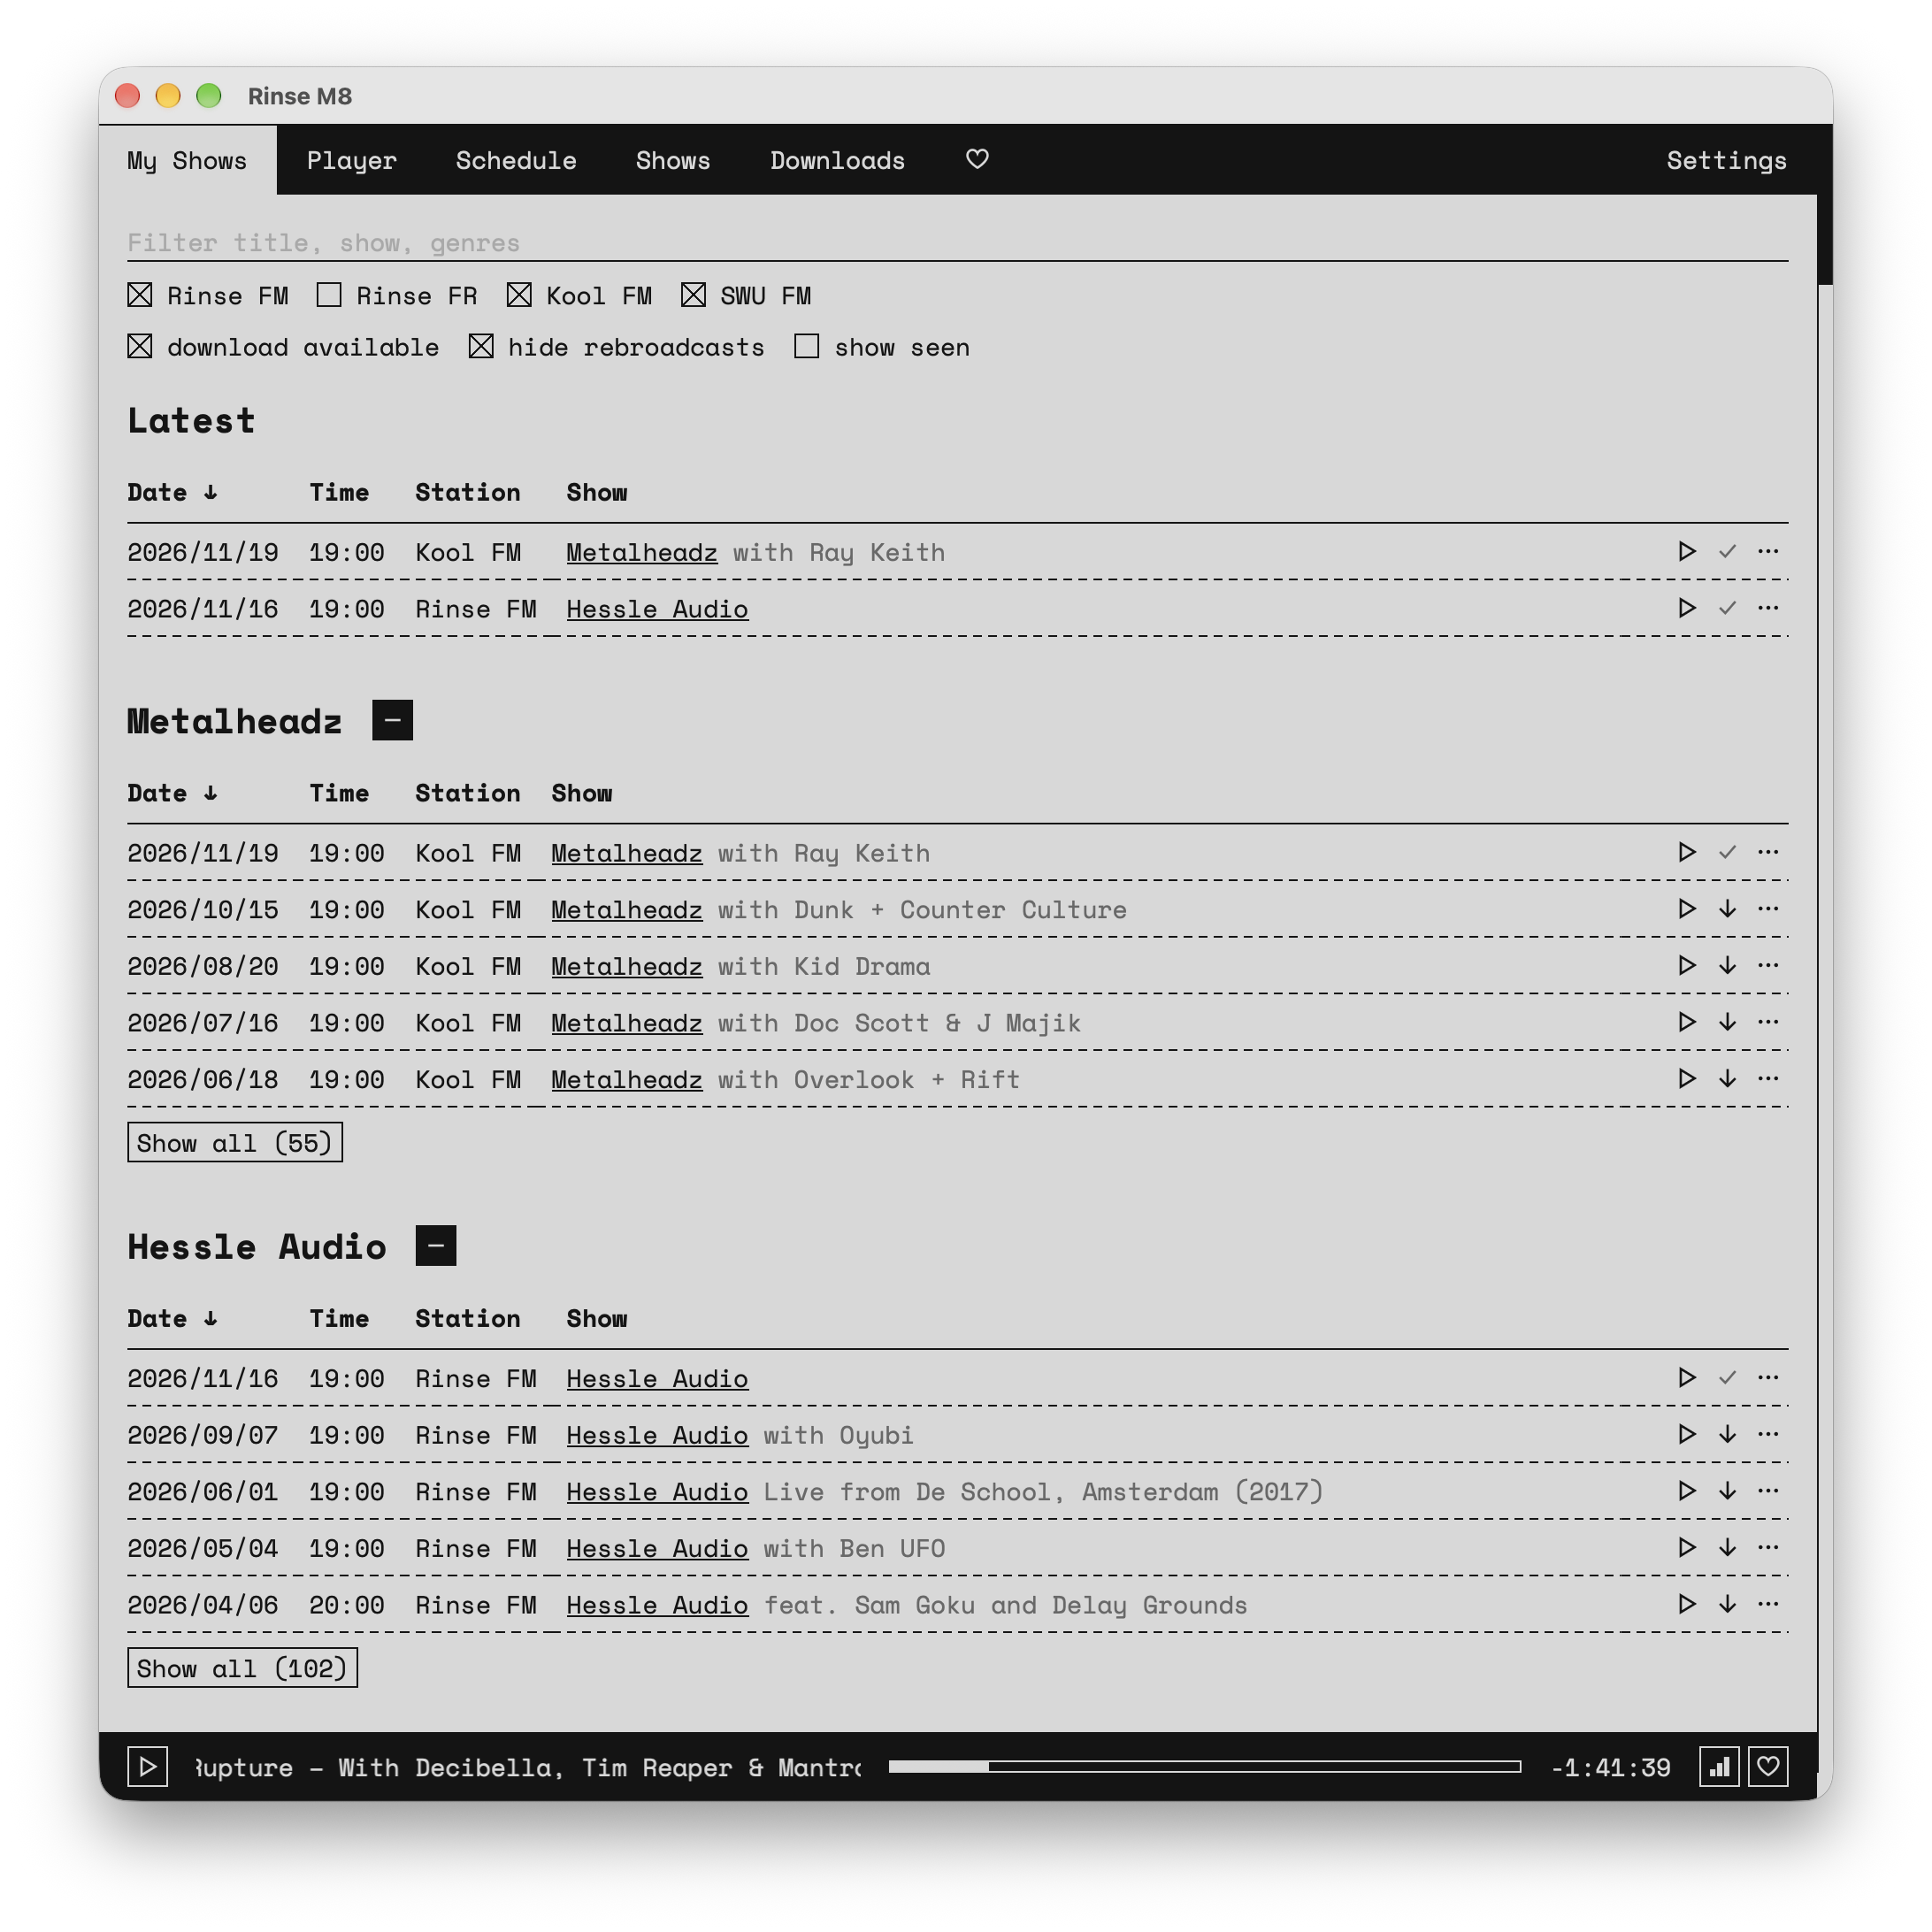 Rinse M8
My Shows Player Schedule Shows Downloads ♡ Settings
Filter title, show, genres
Rinse FM Rinse FR Kool FM SWU FM
download available hide rebroadcasts show seen
Latest
Date ↓ Time Station Show
2026/11/19 19:00 Kool FM Metalheadz with Ray Keith
2026/11/16 19:00 Rinse FM Hessle Audio
Metalheadz –
Date ↓ Time Station Show
2026/11/19 19:00 Kool FM Metalheadz with Ray Keith
2026/10/15 19:00 Kool FM Metalheadz with Dunk + Counter Culture
2026/08/20 19:00 Kool FM Metalheadz with Kid Drama
2026/07/16 19:00 Kool FM Metalheadz with Doc Scott & J Majik
2026/06/18 19:00 Kool FM Metalheadz with Overlook + Rift
Show all (55)
Hessle Audio –
Date ↓ Time Station Show
2026/11/16 19:00 Rinse FM Hessle Audio
2026/09/07 19:00 Rinse FM Hessle Audio with Oyubi
2026/06/01 19:00 Rinse FM Hessle Audio Live from De School, Amsterdam (2017)
2026/05/04 19:00 Rinse FM Hessle Audio with Ben UFO
2026/04/06 20:00 Rinse FM Hessle Audio feat. Sam Goku and Delay Grounds
Show all (102)
Rupture – With Decibella, Tim Reaper & Mantra -1:41:39